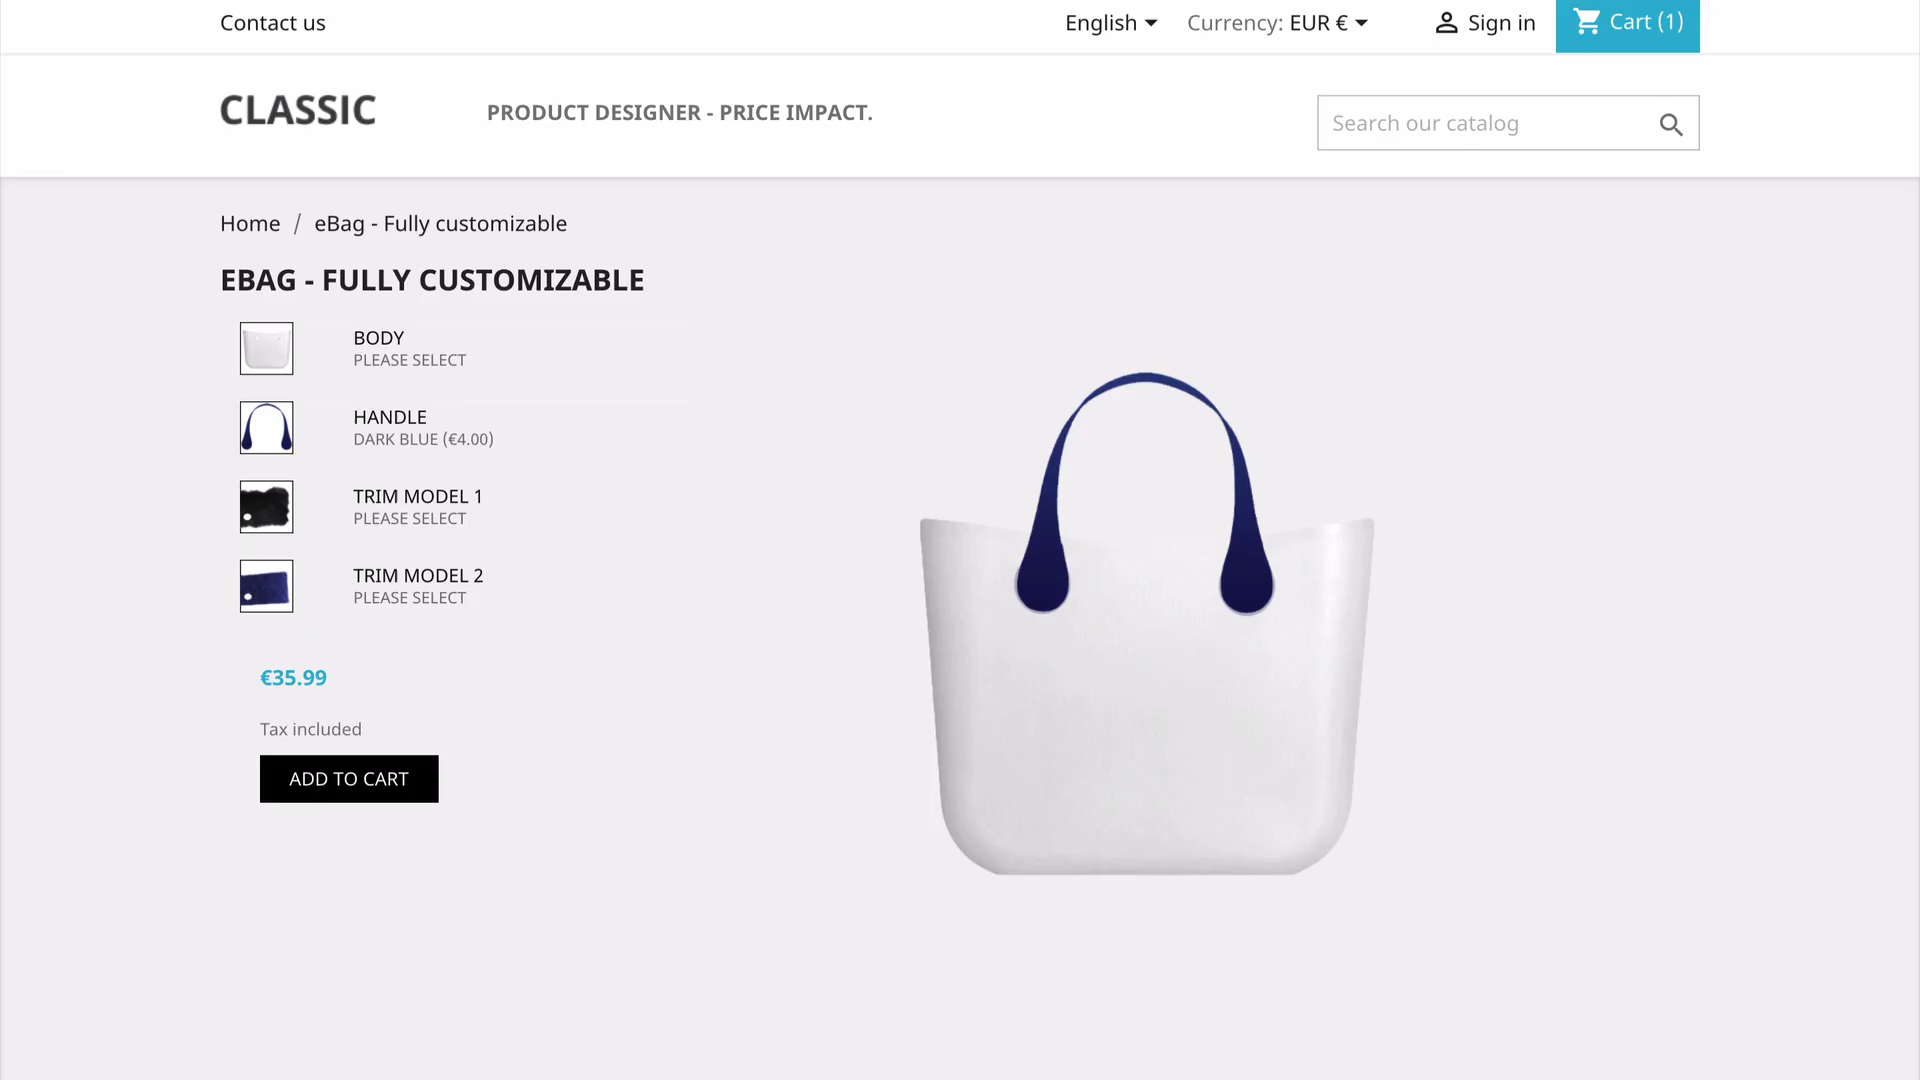 Contact us
English
Currency: EUR €
Sign in
Cart (1)
CLASSIC
PRODUCT DESIGNER - PRICE IMPACT.
Search our catalog
Home / eBag - Fully customizable
EBAG - FULLY CUSTOMIZABLE
BODY
PLEASE SELECT
HANDLE
DARK BLUE (€4.00)
TRIM MODEL 1
PLEASE SELECT
TRIM MODEL 2
PLEASE SELECT
€35.99
Tax included
ADD TO CART